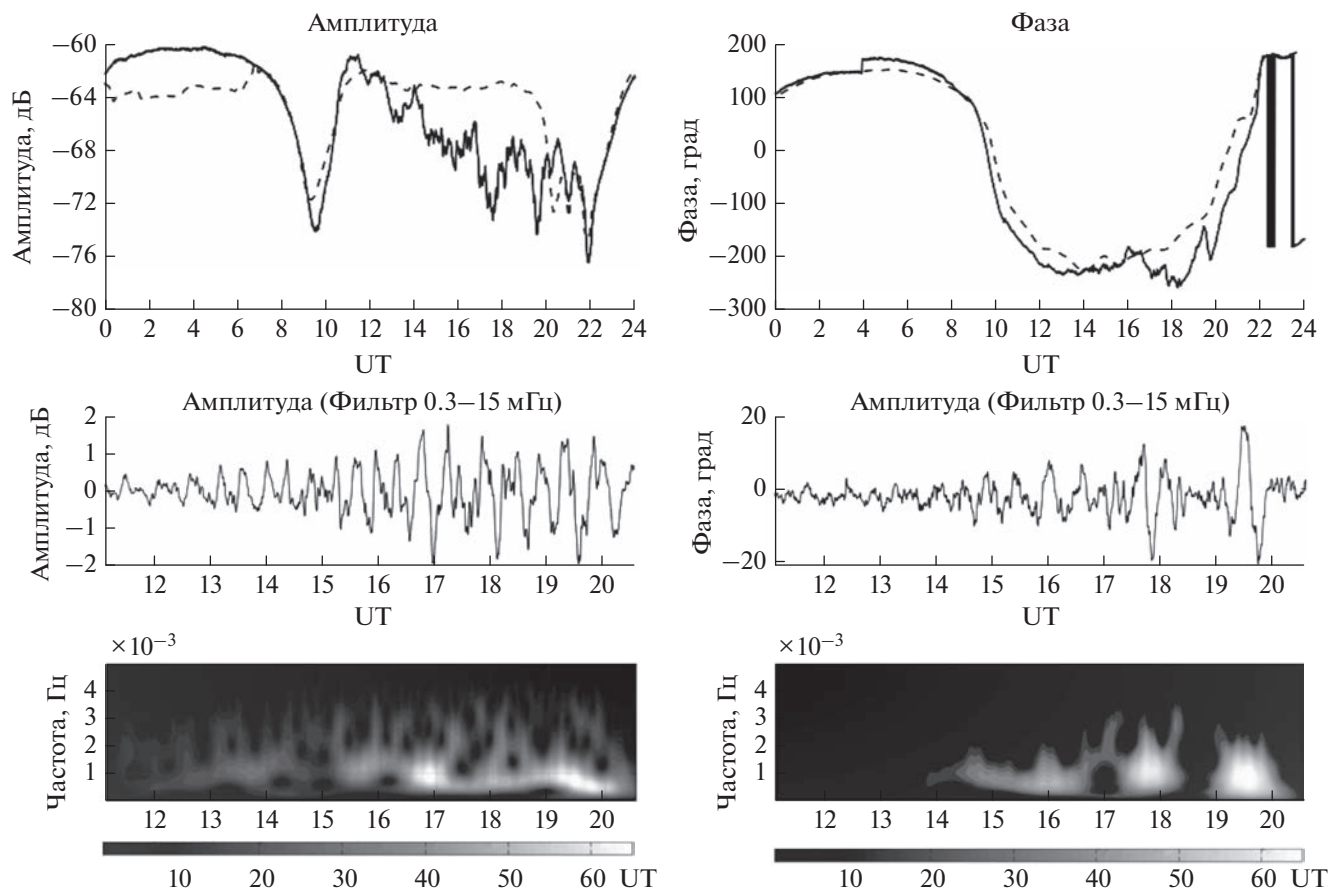 Амплитуда
Амплитуда, дБ
−60
−64
−68
−72
−76
−80
0 2 4 6 8 10 12 14 16 18 20 22 24
UT
Фаза
Фаза, град
200
100
0
−100
−200
−300
0 2 4 6 8 10 12 14 16 18 20 22 24
UT
Амплитуда (Фильтр 0.3−15 мГц)
Амплитуда, дБ
2
1
0
−1
−2
12 13 14 15 16 17 18 19 20
UT
Амплитуда (Фильтр 0.3−15 мГц)
Фаза, град
20
0
−20
12 13 14 15 16 17 18 19 20
UT
×10−3
Частота, Гц
4
3
2
1
12 13 14 15 16 17 18 19 20
10 20 30 40 50 60 UT
×10−3
Частота, Гц
4
3
2
1
12 13 14 15 16 17 18 19 20
10 20 30 40 50 60 UT